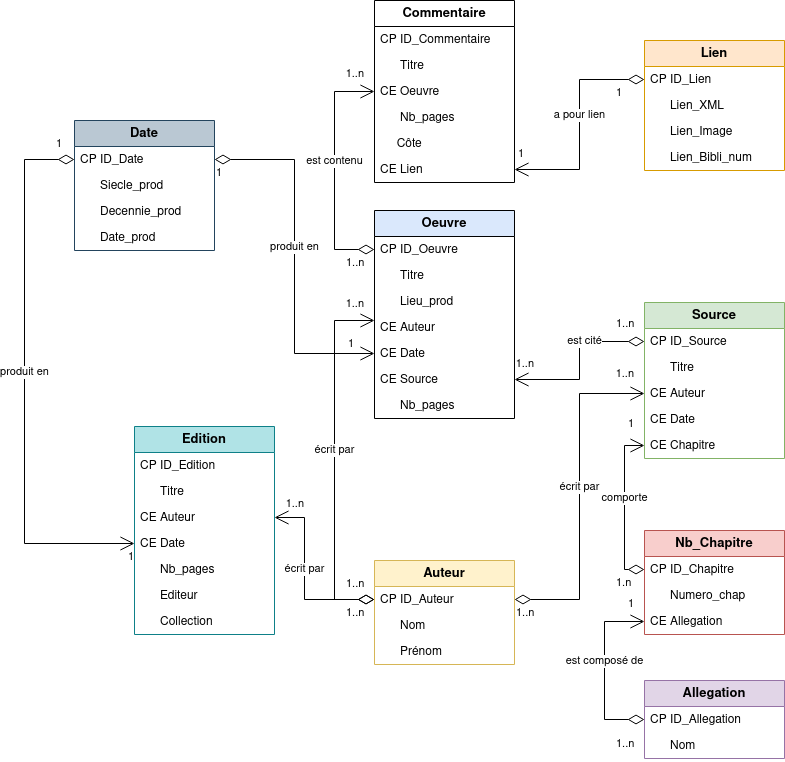 Commentaire
CP ID_Commentaire
Titre
CE Oeuvre
Nb_pages
Côte
CE Lien
1..n
1
Lien
CP ID_Lien
Lien_XML
Lien_Image
Lien_Bibli_num
1
a pour lien
Date
CP ID_Date
Siecle_prod
Decennie_prod
Date_prod
1
1
est contenu
produit en
Oeuvre
CP ID_Oeuvre
Titre
Lieu_prod
CE Auteur
CE Date
CE Source
Nb_pages
1..n
1..n
1
1..n
est cité
Source
CP ID_Source
Titre
CE Auteur
CE Date
CE Chapitre
1..n
1..n
1
produit en
Edition
CP ID_Edition
Titre
CE Auteur
CE Date
Nb_pages
Editeur
Collection
1..n
1
écrit par
écrit par
écrit par
comporte
Auteur
CP ID_Auteur
Nom
Prénom
1..n
1..n
1..n
Nb_Chapitre
CP ID_Chapitre
Numero_chap
CE Allegation
1..n
1
est composé de
Allegation
CP ID_Allegation
Nom
1..n